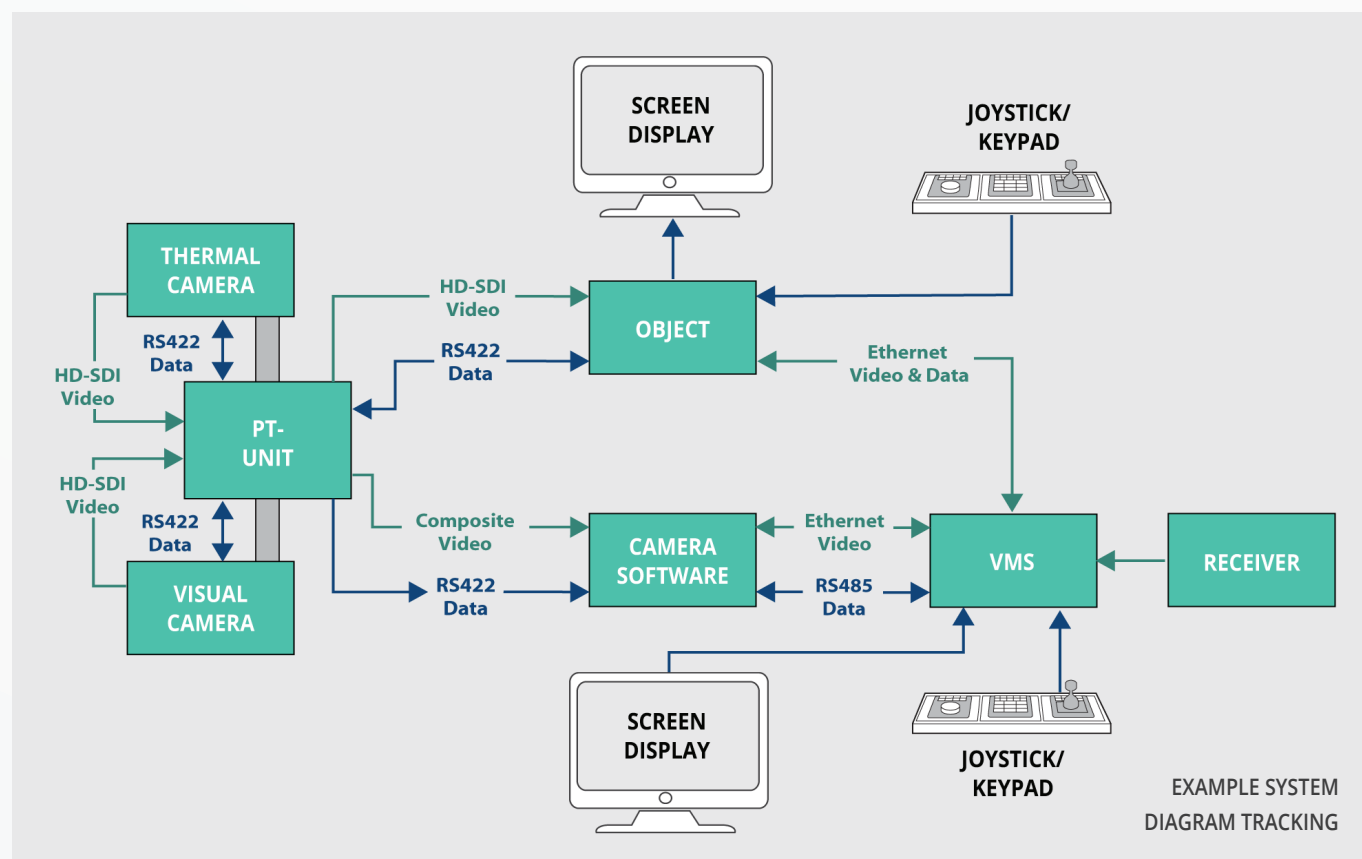 SCREEN
DISPLAY
JOYSTICK/
KEYPAD
THERMAL
CAMERA
HD-SDI
Video
OBJECT
RS422
Data
RS422
Data
Ethernet
Video & Data
HD-SDI
Video
PT-
UNIT
HD-SDI
Video
RS422
Data
Composite
Video
CAMERA
SOFTWARE
Ethernet
Video
VMS
RECEIVER
VISUAL
CAMERA
RS422
Data
RS485
Data
SCREEN
DISPLAY
JOYSTICK/
KEYPAD
EXAMPLE SYSTEM
DIAGRAM TRACKING